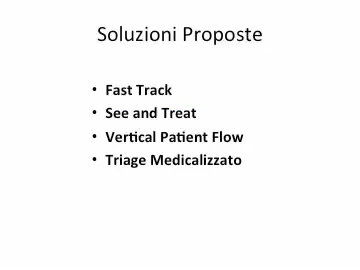 Soluzioni Proposte
• Fast Track
• See and Treat
• Vertical Patient Flow
• Triage Medicalizzato